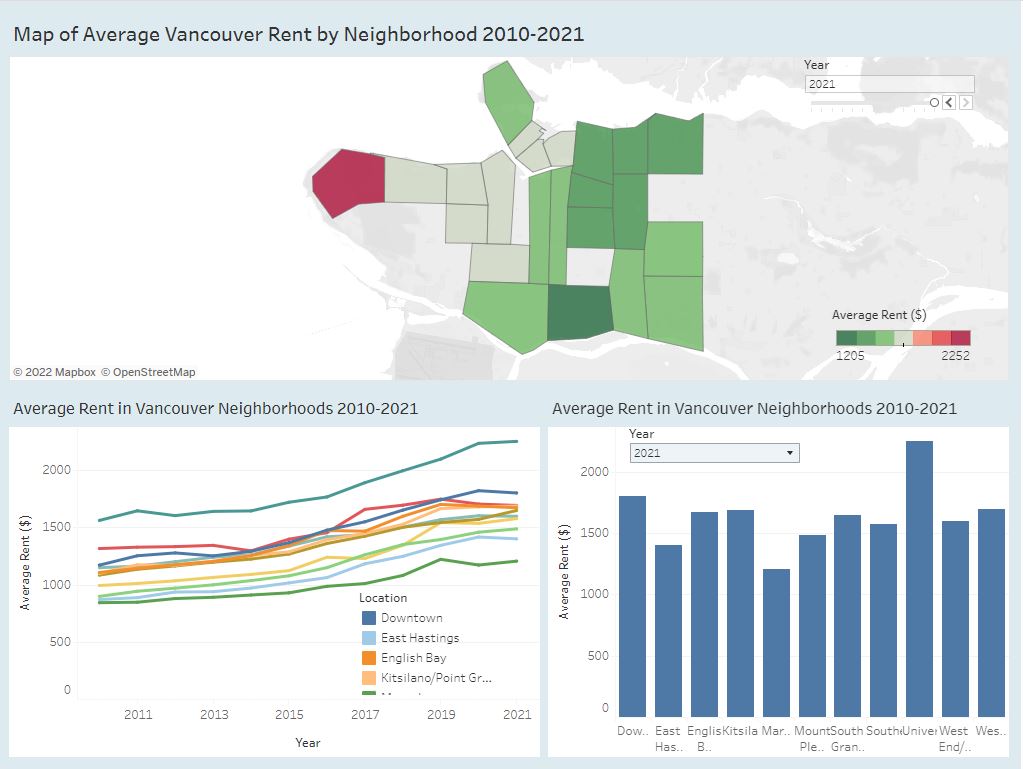 Map of Average Vancouver Rent by Neighborhood 2010-2021
Year
2021
Average Rent ($)
1205 2252
© 2022 Mapbox © OpenStreetMap
Average Rent in Vancouver Neighborhoods 2010-2021
2000
1500
1000
500
0
Average Rent ($)
Location
Downtown
East Hastings
English Bay
Kitsilano/Point Gr...
2011 2013 2015 2017 2019 2021
Year
Average Rent in Vancouver Neighborhoods 2010-2021
Year
2021
2000
1500
1000
500
0
Average Rent ($)
Dow.. East Englis Kitsila Mar.. Mount South South Univer West Wes..
Has.. B.. Ple.. Gran.. End/..